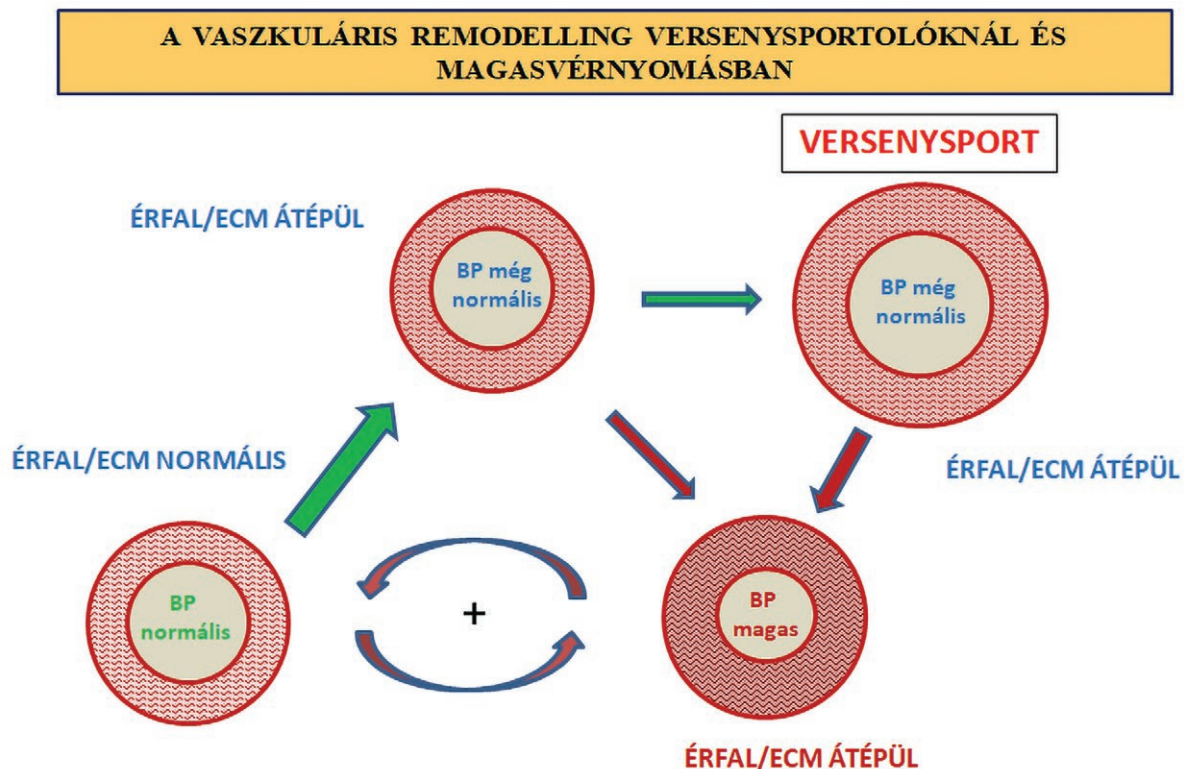 A VASZKULÁRIS REMODELLING VERSENYSPORTOLÓKNÁL ÉS
MAGASVÉRNYOMÁSBAN
VERSENYSPORT
ÉRFAL/ECM ÁTÉPÜL
BP még
normális
BP még
normális
ÉRFAL/ECM NORMÁLIS
ÉRFAL/ECM ÁTÉPÜL
BP
normális
+
BP
magas
ÉRFAL/ECM ÁTÉPÜL